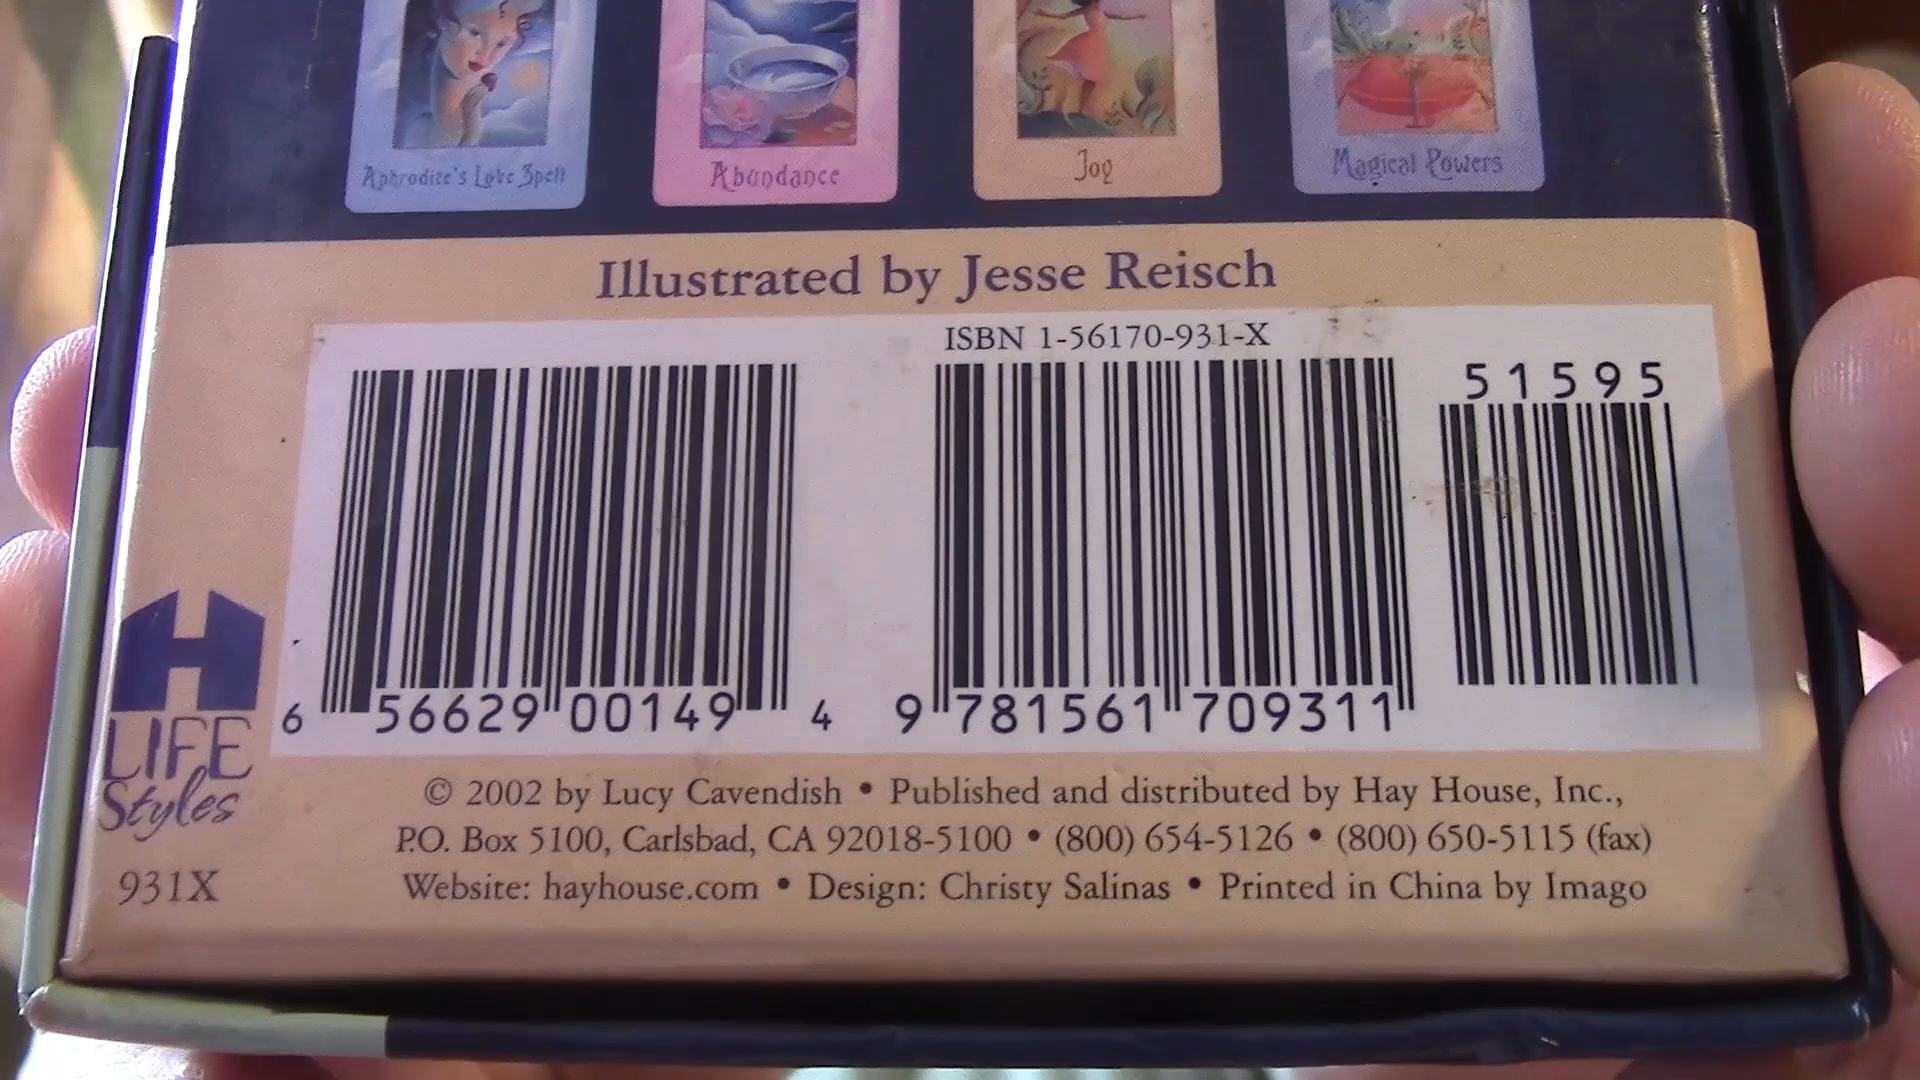 Aphrodite's Love Spell
Abundance
Joy
Magical Powers
Illustrated by Jesse Reisch
ISBN 1-56170-931-X
51595
6 56629 00149 4
9 781561 709311
H
LIFE
Styles
931X
© 2002 by Lucy Cavendish • Published and distributed by Hay House, Inc.,
P.O. Box 5100, Carlsbad, CA 92018-5100 • (800) 654-5126 • (800) 650-5115 (fax)
Website: hayhouse.com • Design: Christy Salinas • Printed in China by Imago